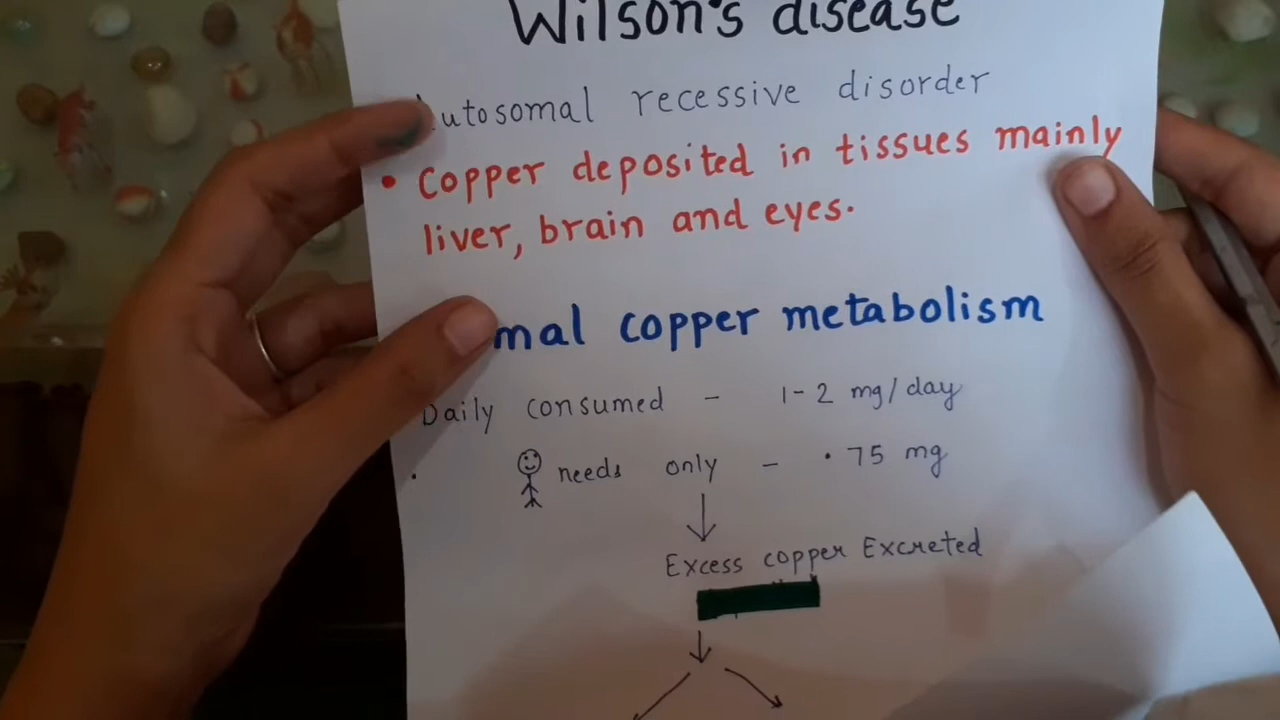 Wilson's disease
Autosomal recessive disorder
• Copper deposited in tissues mainly
liver, brain and eyes.
mal copper metabolism
Daily consumed - 1-2 mg/day
needs only - .75 mg
Excess copper Excreted